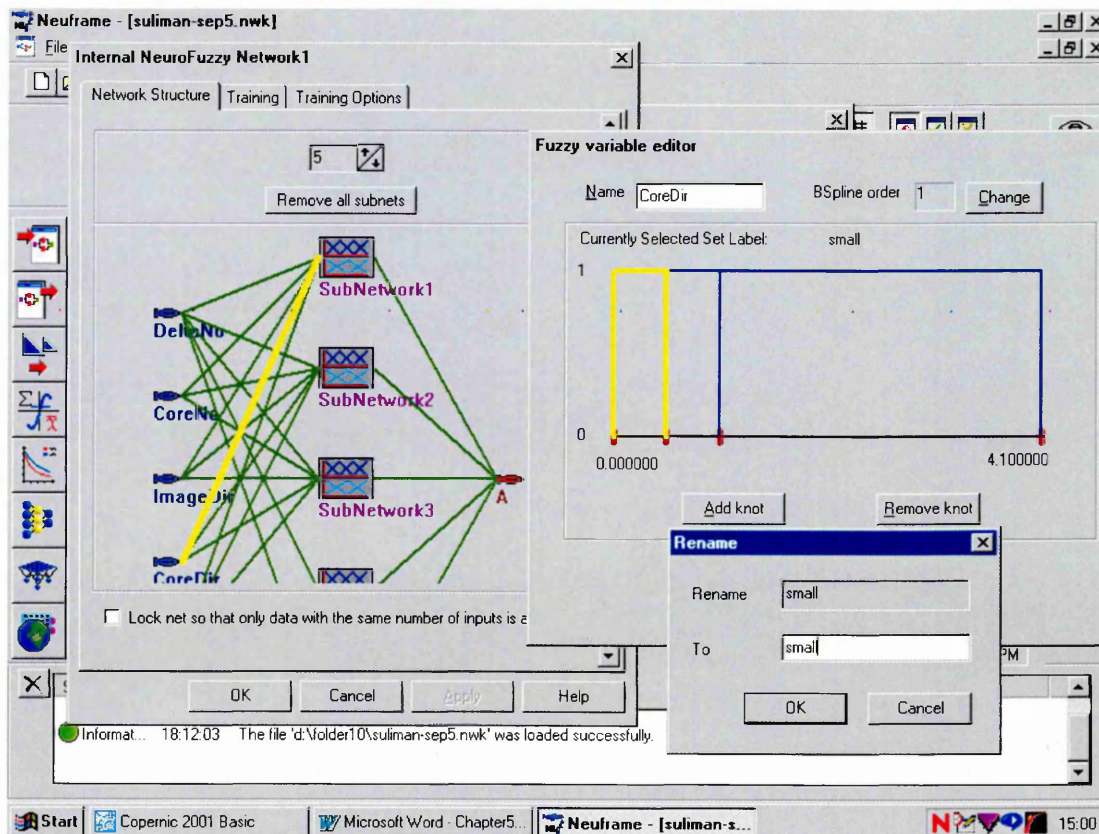 Neuframe - [suliman-sep5.nwk]
File
Internal NeuroFuzzy Network1
Network Structure
Training
Training Options
5
Remove all subnets
SubNetwork1
DeltaNo
SubNetwork2
CoreNo
SubNetwork3
ImageDir
A
CoreDir
Lock net so that only data with the same number of inputs is a
OK
Cancel
Apply
Help
Fuzzy variable editor
Name
CoreDir
BSpline order
1
Change
Currently Selected Set Label:
small
1
0
0.000000
4.100000
Add knot
Remove knot
Rename
Rename
small
To
small
OK
Cancel
PM
Informat...
18:12:03
The file 'd:\folder10\suliman-sep5.nwk' was loaded successfully.
Start
Copernic 2001 Basic
Microsoft Word - Chapter5...
Neuframe - [suliman-s...
15:00